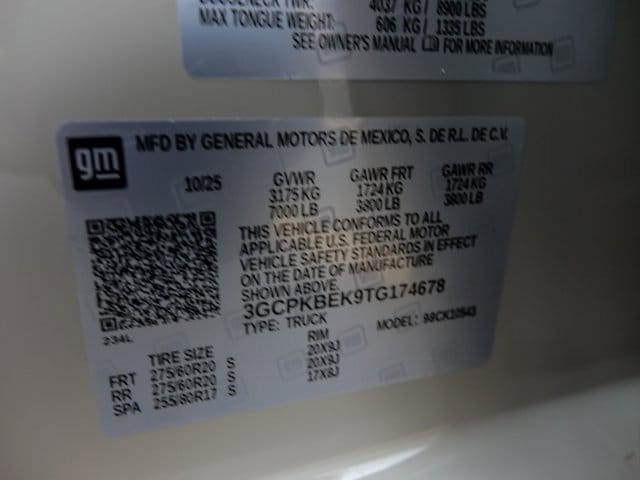 GOOSENECK TWR: 4037 KG/ 8900 LBS
MAX TONGUE WEIGHT: 606 KG/ 1335 LBS
SEE OWNER'S MANUAL FOR MORE INFORMATION
gm MFD BY GENERAL MOTORS DE MEXICO, S. DE R.L. DE C.V.
10/25 GVWR GAWR FRT GAWR RR
3175 KG 1724 KG 1724 KG
7000 LB 3800 LB 3800 LB
THIS VEHICLE CONFORMS TO ALL
APPLICABLE U.S. FEDERAL MOTOR
VEHICLE SAFETY STANDARDS IN EFFECT
ON THE DATE OF MANUFACTURE
SHOWN ABOVE.
3GCPKBEK9TG174678
TYPE: TRUCK MODEL: 98CK10543
234L
TIRE SIZE RIM
FRT 275/60R20 S 20X9J
RR 275/60R20 S 20X9J
SPA 255/80R17 S 17X8J